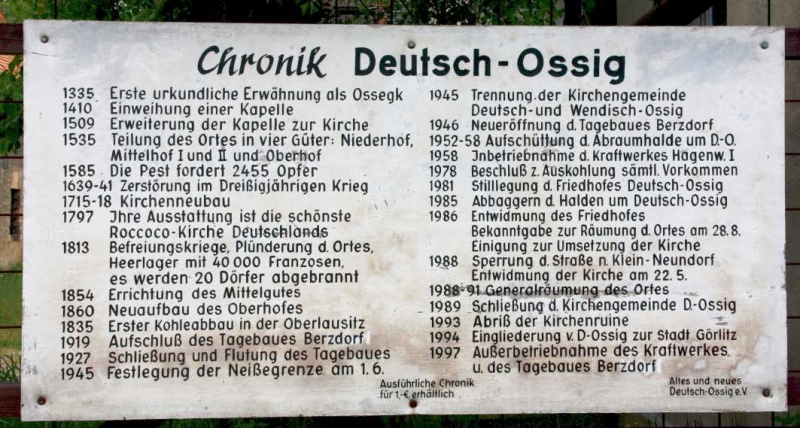 Chronik Deutsch-Ossig
1335 Erste urkundliche Erwähnung als Ossegk
1410 Einweihung einer Kapelle
1509 Erweiterung der Kapelle zur Kirche
1535 Teilung des Ortes in vier Güter: Niederhof,
Mittelhof I und II und Oberhof
1585 Die Pest fordert 2455 Opfer
1639-41 Zerstörung im Dreißigjährigen Krieg
1715-18 Kirchenneubau
1797 Jhre Ausstattung ist die schönste
Roccoco-Kirche Deutschlands
1813 Befreiungskriege, Plünderung d. Ortes,
Heerlager mit 40 000 Franzosen,
es werden 20 Dörfer abgebrannt
1854 Errichtung des Mittelgutes
1860 Neuaufbau des Oberhofes
1835 Erster Kohleabbau in der Oberlausitz
1919 Aufschluß des Tagebaues Berzdorf
1927 Schließung und Flutung des Tagebaues
1945 Festlegung der Neißegrenze am 1.6.
1945 Trennung der Kirchengemeinde
Deutsch-und Wendisch-Ossig
1946 Neueröffnung d. Tagebaues Berzdorf
1952-58 Aufschüttung d. Abraumhalde um D.-O.
1958 Jnbetriebnahme d. Kraftwerkes Hagenw. I
1978 Beschluß z. Auskohlung sämtl. Vorkommen
1981 Stilllegung d. Friedhofes Deutsch-Ossig
1985 Abbaggern d. Halden um Deutsch-Ossig
1986 Entwidmung des Friedhofes
Bekanntgabe zur Räumung d. Ortes am 28.8.
Einigung zur Umsetzung der Kirche
1988 Sperrung d. Straße n. Klein-Neundorf
Entwidmung der Kirche am 22.5.
1988-91 Generalräumung des Ortes
1989 Schließung d. Kirchengemeinde D.-Ossig
1993 Abriß der Kirchenruine
1994 Eingliederung v. D-Ossig zur Stadt Görlitz
1997 Außerbetriebnahme des Kraftwerkes
u. des Tagebaues Berzdorf
Ausführliche Chronik
für 1,-€ erhältlich
Altes und neues
Deutsch-Ossig e.V.